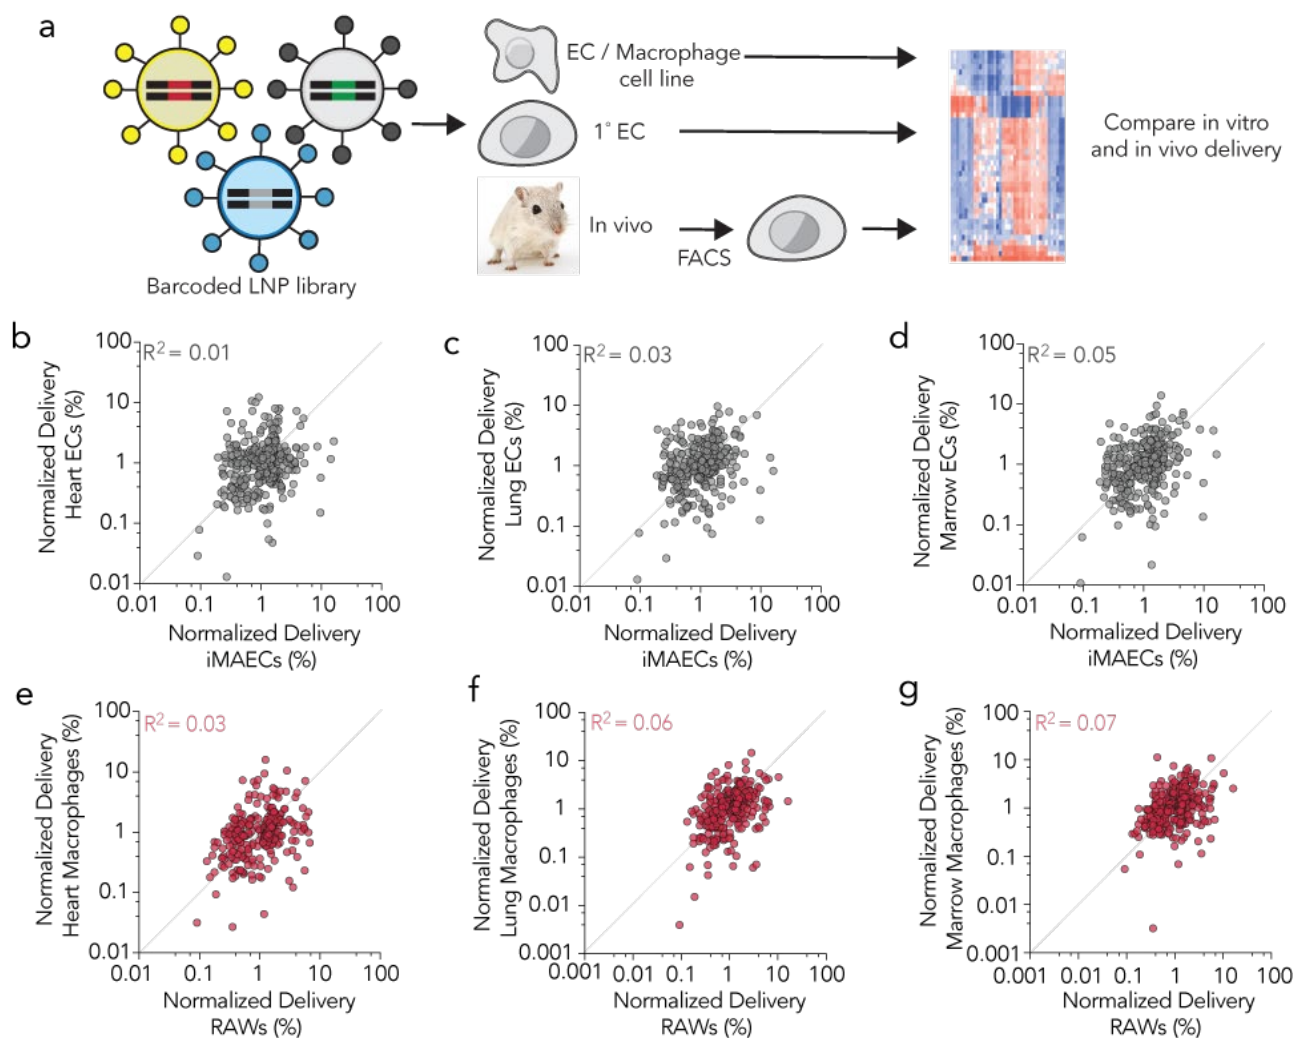 a
EC / Macrophage
cell line
1° EC
In vivo
FACS
Compare in vitro
and in vivo delivery
Barcoded LNP library
b
Normalized Delivery
Heart ECs (%)
R² = 0.01
100
10
1
0.1
0.01
0.01 0.1 1 10 100
Normalized Delivery
iMAECs (%)
c
Normalized Delivery
Lung ECs (%)
R² = 0.03
100
10
1
0.1
0.01
0.01 0.1 1 10 100
Normalized Delivery
iMAECs (%)
d
Normalized Delivery
Marrow ECs (%)
R² = 0.05
100
10
1
0.1
0.01
0.01 0.1 1 10 100
Normalized Delivery
iMAECs (%)
e
Normalized Delivery
Heart Macrophages (%)
R² = 0.03
100
10
1
0.1
0.01
0.01 0.1 1 10 100
Normalized Delivery
RAWs (%)
f
Normalized Delivery
Lung Macrophages (%)
R² = 0.06
100
10
1
0.1
0.01
0.001
0.001 0.01 0.1 1 10 100
Normalized Delivery
RAWs (%)
g
Normalized Delivery
Marrow Macrophages (%)
R² = 0.07
100
10
1
0.1
0.01
0.001
0.001 0.01 0.1 1 10 100
Normalized Delivery
RAWs (%)